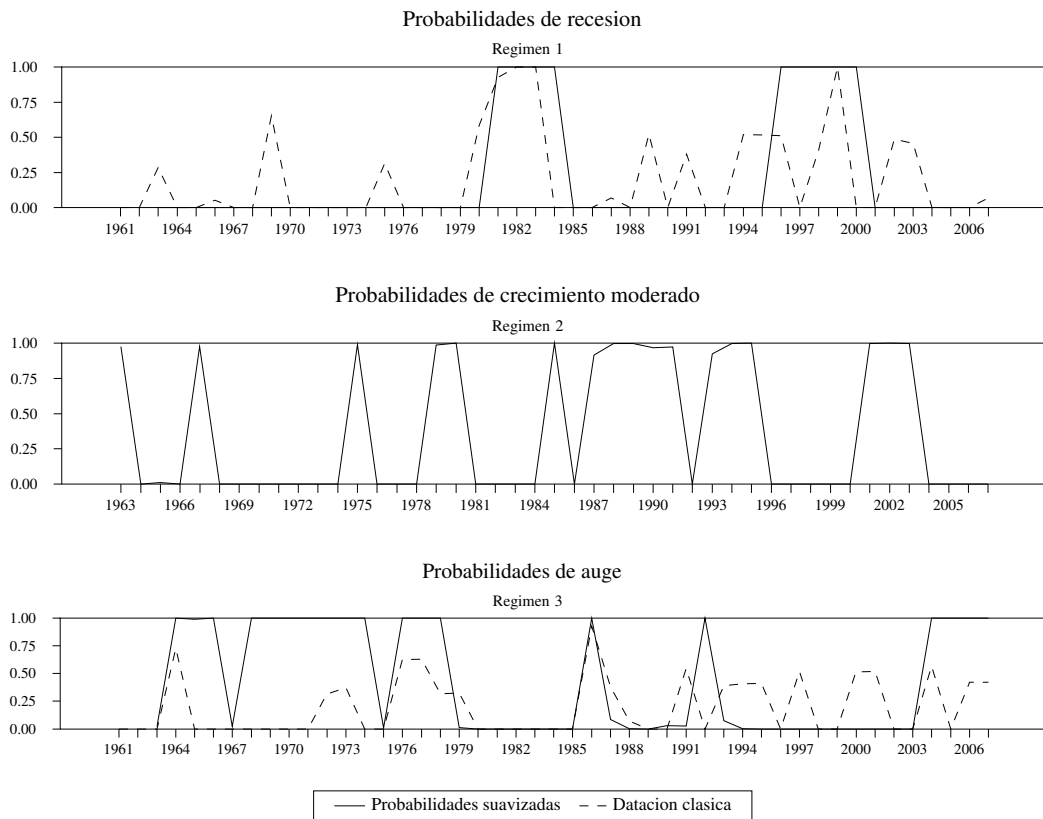 Probabilidades de recesion
Regimen 1
1.00
0.75
0.50
0.25
0.00
1961 1964 1967 1970 1973 1976 1979 1982 1985 1988 1991 1994 1997 2000 2003 2006
Probabilidades de crecimiento moderado
Regimen 2
1.00
0.75
0.50
0.25
0.00
1963 1966 1969 1972 1975 1978 1981 1984 1987 1990 1993 1996 1999 2002 2005
Probabilidades de auge
Regimen 3
1.00
0.75
0.50
0.25
0.00
1961 1964 1967 1970 1973 1976 1979 1982 1985 1988 1991 1994 1997 2000 2003 2006
Probabilidades suavizadas Datacion clasica